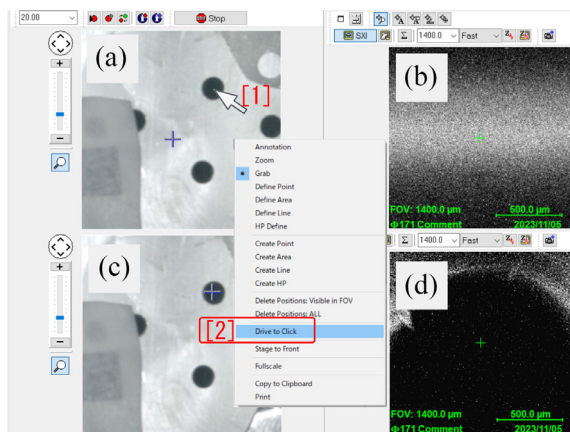 20.00
Stop
SXI
Σ
1400.0
Fast
(a)
[1]
(b)
FOV: 1400.0 µm
500.0 µm
Φ171 Comment
2023/11/05
Annotation
Zoom
Grab
Define Point
Define Area
Define Line
HP Define
Create Point
Create Area
Create Line
Create HP
Delete Positions: Visible in FOV
Delete Positions: ALL
[2]
Drive to Click
Stage to Front
Fullscale
Copy to Clipboard
Print
(c)
Σ
1400.0
Fast
(d)
FOV: 1400.0 µm
500.0 µm
Φ171 Comment
2023/11/05